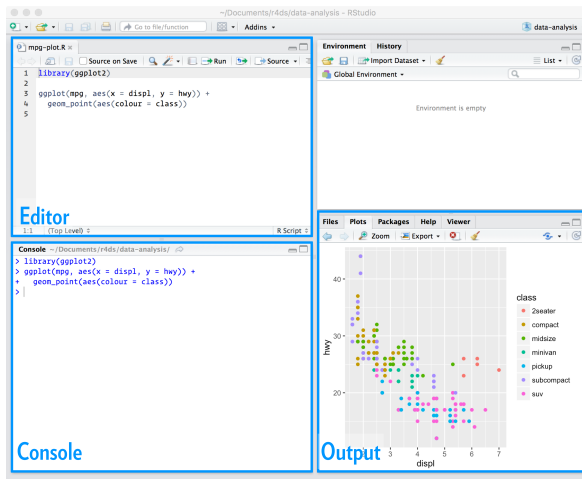 ~/Documents/r4ds/data-analysis - RStudio
Go to file/function
Addins
data-analysis
mpg-plot.R
Source on Save
Run
Source
1 library(ggplot2)
2
3 ggplot(mpg, aes(x = displ, y = hwy)) +
4 geom_point(aes(colour = class))
5
Editor
1:1 (Top Level) R Script
Console ~/Documents/r4ds/data-analysis/
> library(ggplot2)
> ggplot(mpg, aes(x = displ, y = hwy)) +
+ geom_point(aes(colour = class))
>
Console
Environment History
Import Dataset List
Global Environment
Environment is empty
Files Plots Packages Help Viewer
Zoom Export
40
30
20
hwy
3 4 5 6 7
displ
class
2seater
compact
midsize
minivan
pickup
subcompact
suv
Output